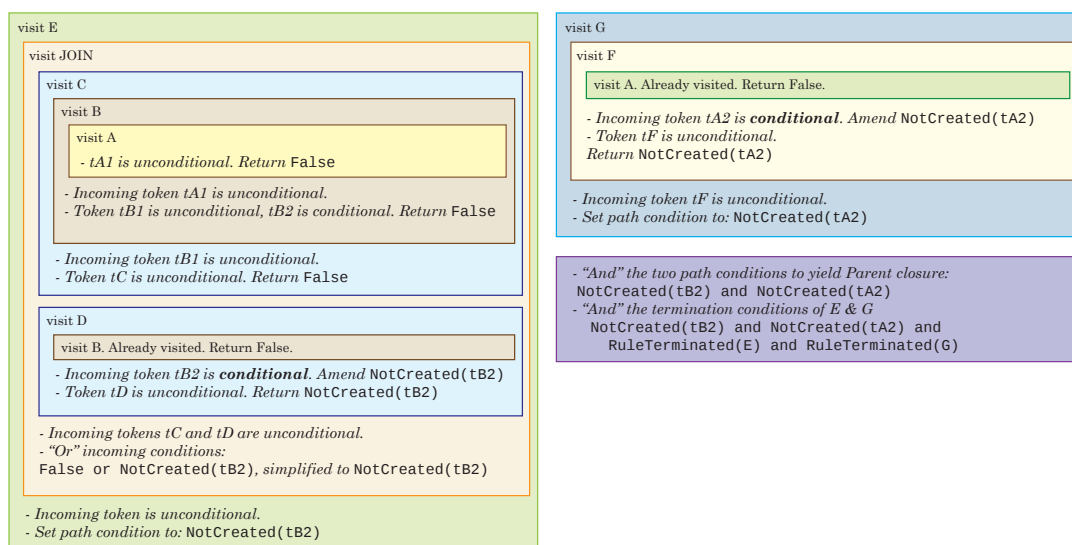 visit E
visit JOIN
visit C
visit B
visit A
- tA1 is unconditional. Return False
- Incoming token tA1 is unconditional.
- Token tB1 is unconditional, tB2 is conditional. Return False
- Incoming token tB1 is unconditional.
- Token tC is unconditional. Return False
visit D
visit B. Already visited. Return False.
- Incoming token tB2 is conditional. Amend NotCreated(tB2)
- Token tD is unconditional. Return NotCreated(tB2)
- Incoming tokens tC and tD are unconditional.
- “Or” incoming conditions:
False or NotCreated(tB2), simplified to NotCreated(tB2)
- Incoming token is unconditional.
- Set path condition to: NotCreated(tB2)
visit G
visit F
visit A. Already visited. Return False.
- Incoming token tA2 is conditional. Amend NotCreated(tA2)
- Token tF is unconditional.
Return NotCreated(tA2)
- Incoming token tF is unconditional.
- Set path condition to: NotCreated(tA2)
- “And” the two path conditions to yield Parent closure:
NotCreated(tB2) and NotCreated(tA2)
- “And” the termination conditions of E & G
NotCreated(tB2) and NotCreated(tA2) and
RuleTerminated(E) and RuleTerminated(G)